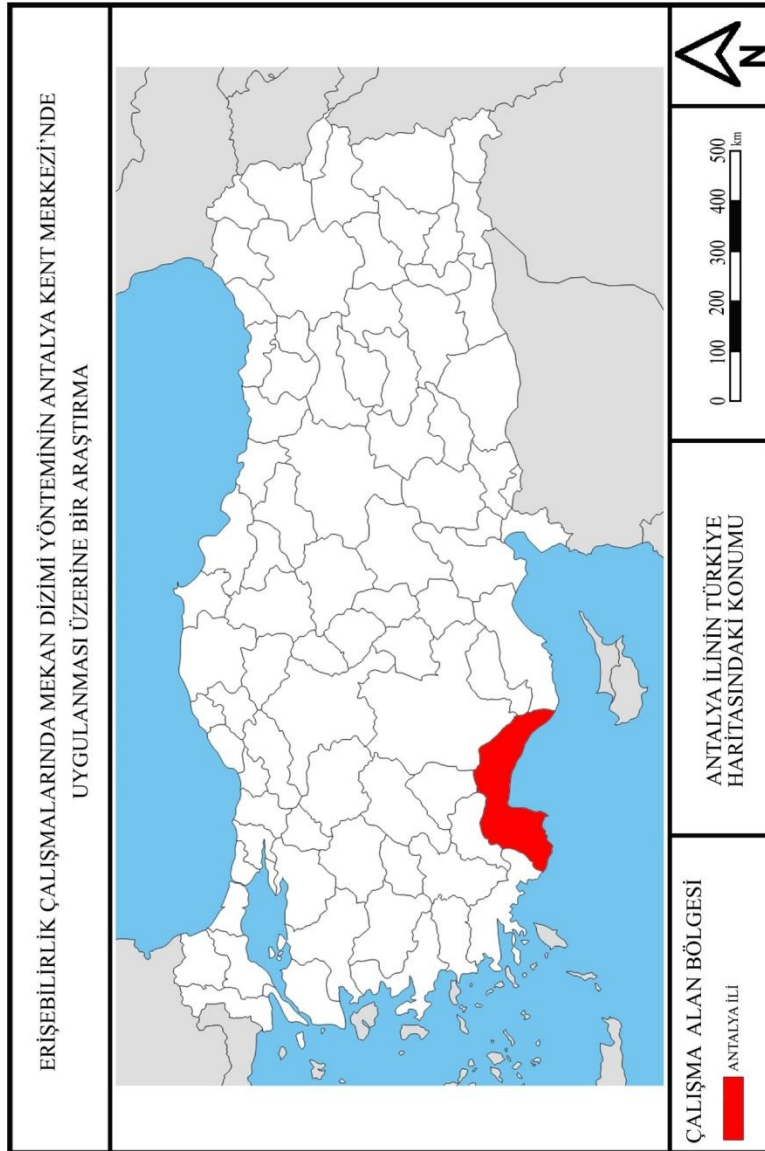 ERİŞEBİLİRLİK ÇALIŞMALARINDA MEKAN DİZİMİ YÖNTEMİNİN ANTALYA KENT MERKEZİ'NDE
UYGULANMASI ÜZERİNE BİR ARAŞTIRMA
ÇALIŞMA ALAN BÖLGESİ
ANTALYA İLİ
ANTALYA İLİNİN TÜRKİYE
HARİTASINDAKİ KONUMU
0 100 200 300 400 500
km
N